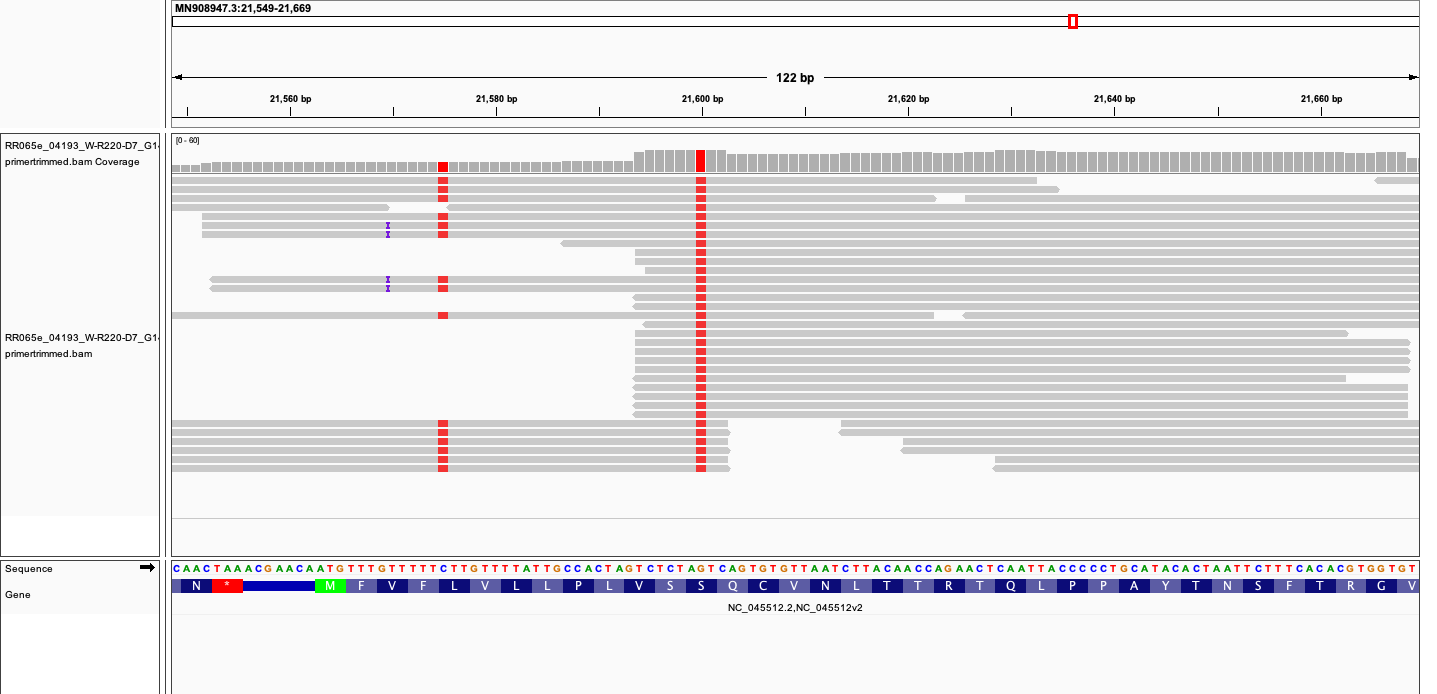 MN908947.3:21,549-21,669
122 bp
21,560 bp 21,580 bp 21,600 bp 21,620 bp 21,640 bp 21,660 bp
RR065e_04193_W-R220-D7_G1
primertrimmed.bam Coverage
[0 - 60]
RR065e_04193_W-R220-D7_G1
primertrimmed.bam
Sequence
C A A C T A A A C G A A C A A T G T T T G T T T T T C T T G T T T T A T T G C C A C T A G T C T C T A G T C A G T G T G T T A A T C T T A C A A C C A G A A C T C A A T T A C C C C C T G C A T A C A C T A A T T C T T T C A C A C G T G G T G T
Gene
N * M F V F L V L L P L V S S Q C V N L T T R T Q L P P A Y T N S F T R G V
NC_045512.2,NC_045512v2